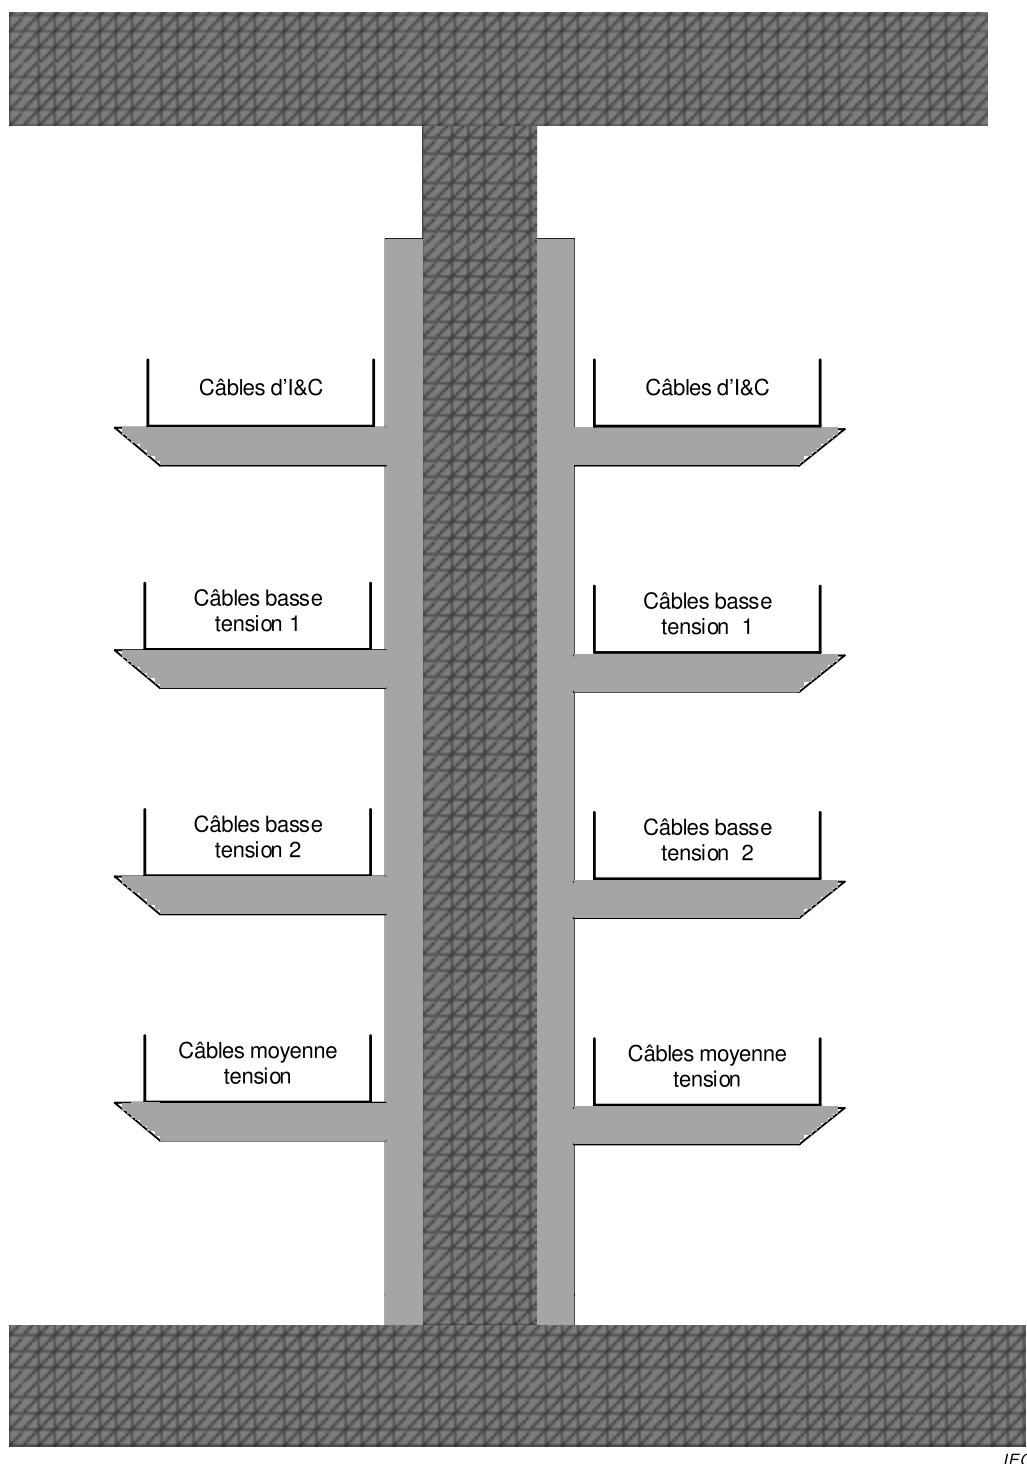 Câbles d'I&C
Câbles d'I&C
Câbles basse
tension 1
Câbles basse
tension 1
Câbles basse
tension 2
Câbles basse
tension 2
Câbles moyenne
tension
Câbles moyenne
tension
IEC